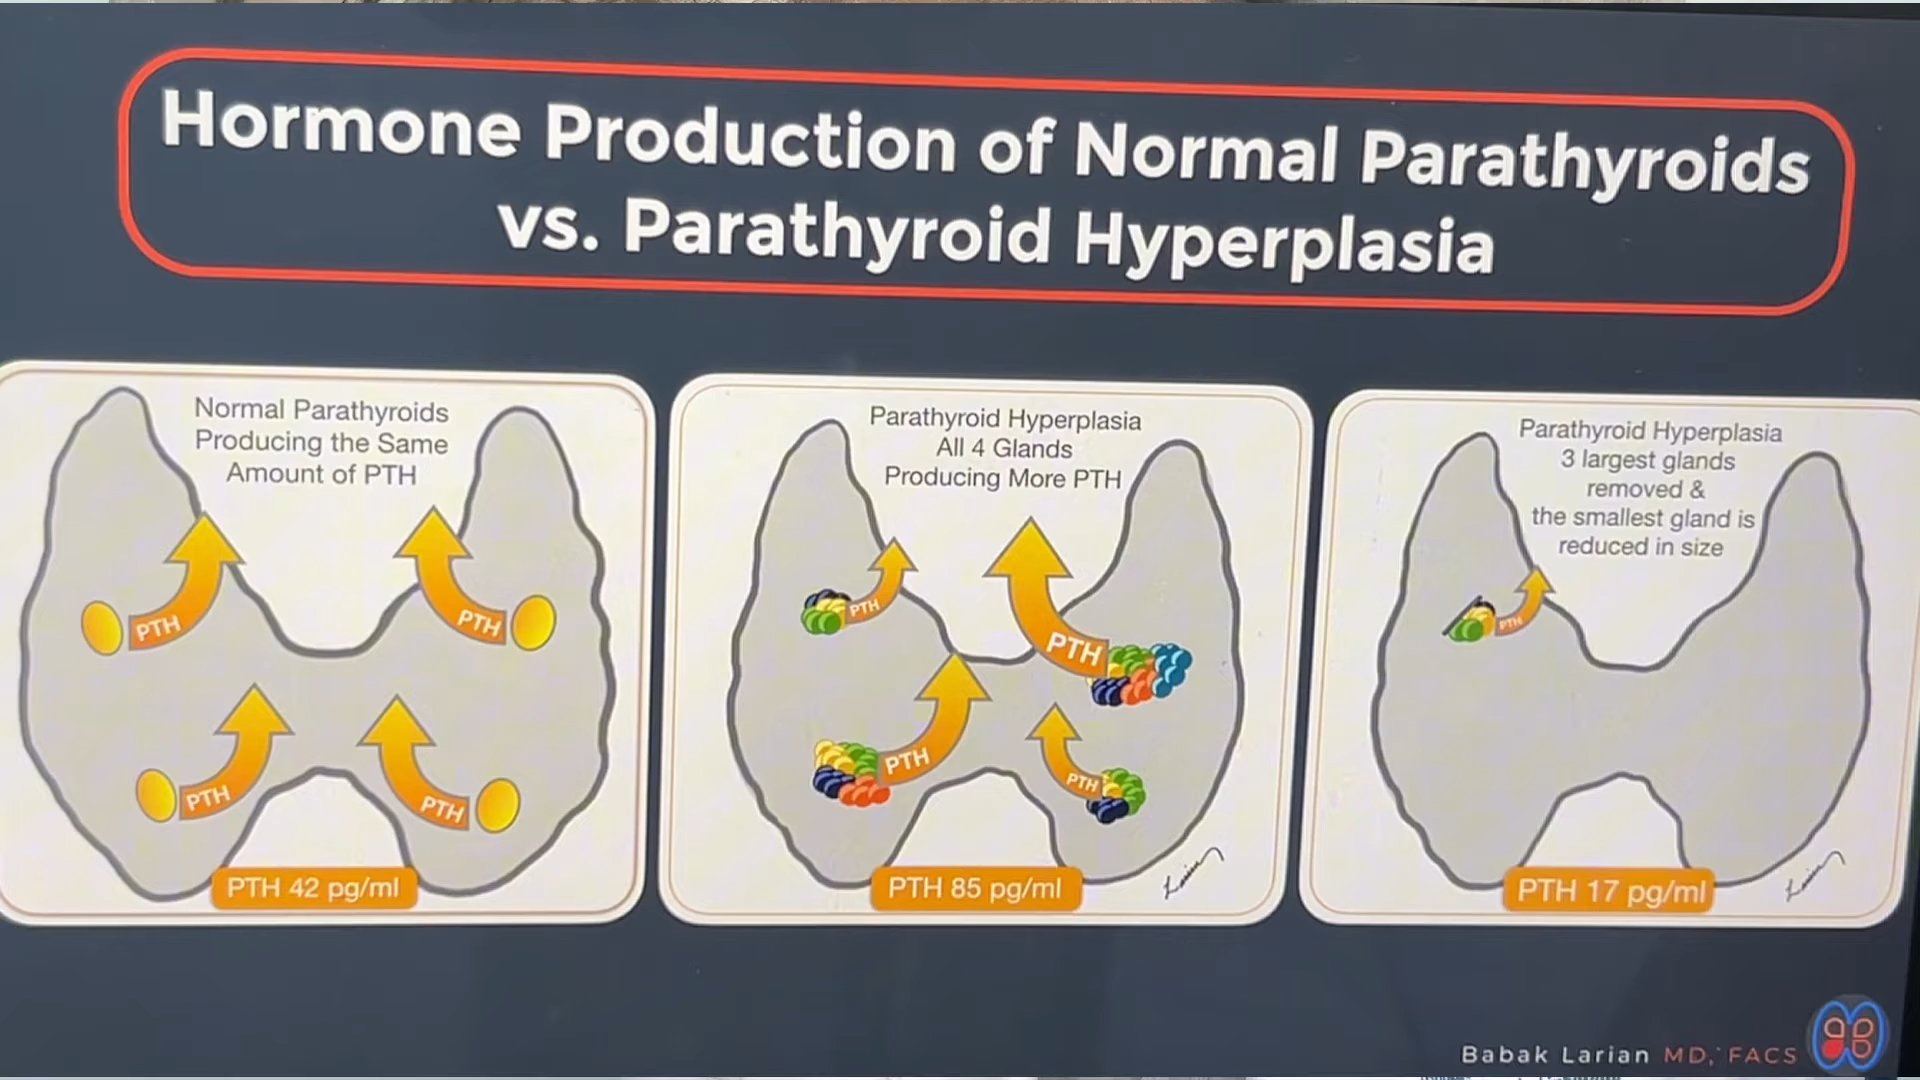 Hormone Production of Normal Parathyroids
vs. Parathyroid Hyperplasia
Normal Parathyroids
Producing the Same
Amount of PTH
PTH
PTH
PTH
PTH
PTH 42 pg/ml
Parathyroid Hyperplasia
All 4 Glands
Producing More PTH
PTH
PTH
PTH
PTH
PTH 85 pg/ml
Larian
Parathyroid Hyperplasia
3 largest glands
removed &
the smallest gland is
reduced in size
PTH
PTH 17 pg/ml
Larian
Babak Larian MD, FACS